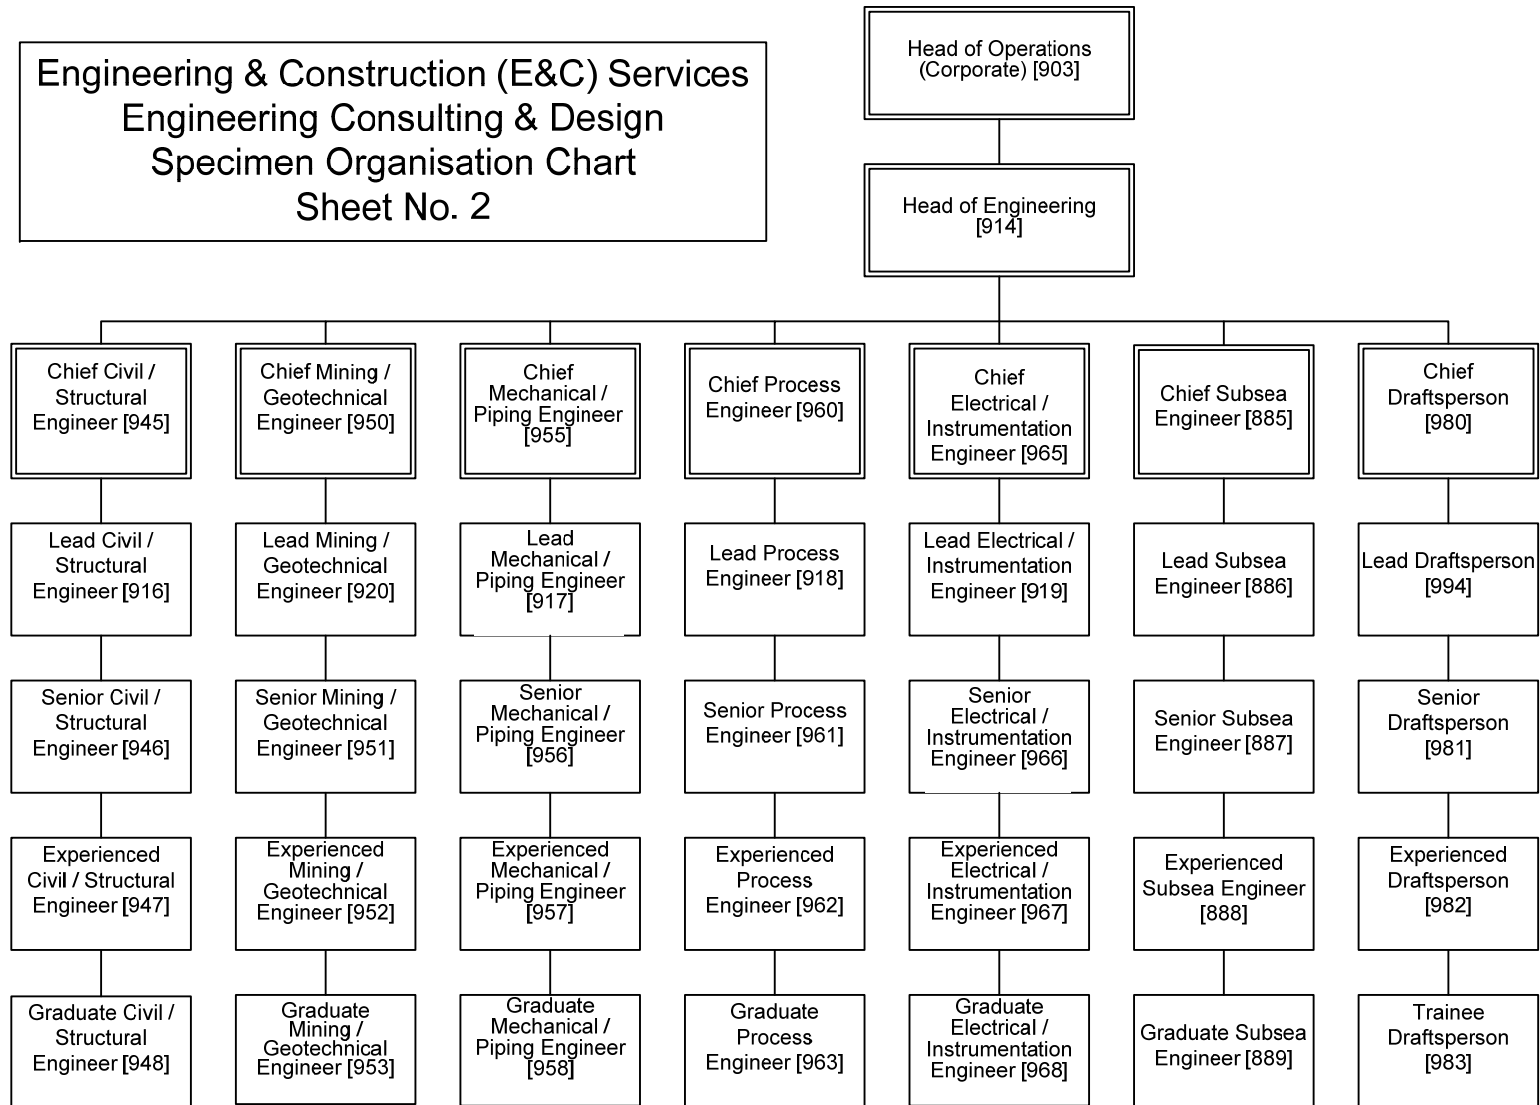 Engineering & Construction (E&C) Services
Engineering Consulting & Design
Specimen Organisation Chart
Sheet No. 2
Head of Operations
(Corporate) [903]
Head of Engineering
[914]
Chief Civil /
Structural
Engineer [945]
Chief Mining /
Geotechnical
Engineer [950]
Chief
Mechanical /
Piping Engineer
[955]
Chief Process
Engineer [960]
Chief
Electrical /
Instrumentation
Engineer [965]
Chief Subsea
Engineer [885]
Chief
Draftsperson
[980]
Lead Civil /
Structural
Engineer [916]
Lead Mining /
Geotechnical
Engineer [920]
Lead
Mechanical /
Piping Engineer
[917]
Lead Process
Engineer [918]
Lead Electrical /
Instrumentation
Engineer [919]
Lead Subsea
Engineer [886]
Lead Draftsperson
[994]
Senior Civil /
Structural
Engineer [946]
Senior Mining /
Geotechnical
Engineer [951]
Senior
Mechanical /
Piping Engineer
[956]
Senior Process
Engineer [961]
Senior
Electrical /
Instrumentation
Engineer [966]
Senior Subsea
Engineer [887]
Senior
Draftsperson
[981]
Experienced
Civil / Structural
Engineer [947]
Experienced
Mining /
Geotechnical
Engineer [952]
Experienced
Mechanical /
Piping Engineer
[957]
Experienced
Process
Engineer [962]
Experienced
Electrical /
Instrumentation
Engineer [967]
Experienced
Subsea Engineer
[888]
Experienced
Draftsperson
[982]
Graduate Civil /
Structural
Engineer [948]
Graduate
Mining /
Geotechnical
Engineer [953]
Graduate
Mechanical /
Piping Engineer
[958]
Graduate
Process
Engineer [963]
Graduate
Electrical /
Instrumentation
Engineer [968]
Graduate Subsea
Engineer [889]
Trainee
Draftsperson
[983]